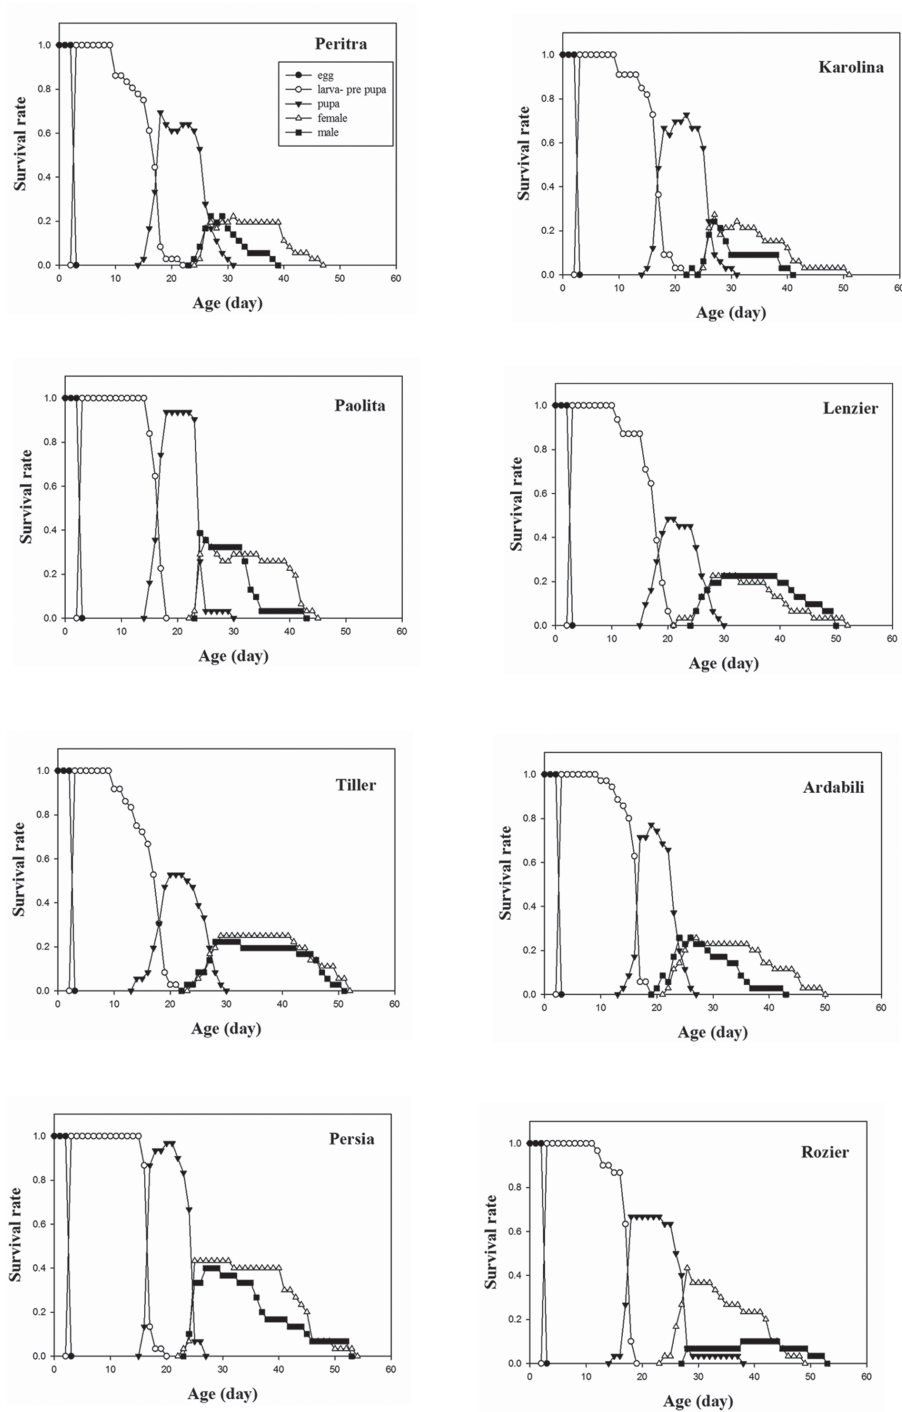 Peritra
egg
larva- pre pupa
pupa
female
male
Survival rate
1.0
0.8
0.6
0.4
0.2
0.0
0 10 20 30 40 50 60
Age (day)
Karolina
Survival rate
1.0
0.8
0.6
0.4
0.2
0.0
0 10 20 30 40 50 60
Age (day)
Paolita
Survival rate
1.0
0.8
0.6
0.4
0.2
0.0
0 10 20 30 40 50 60
Age (day)
Lenzier
Survival rate
1.0
0.8
0.6
0.4
0.2
0.0
0 10 20 30 40 50 60
Age (day)
Tiller
Survival rate
1.0
0.8
0.6
0.4
0.2
0.0
0 10 20 30 40 50 60
Age (day)
Ardabili
Survival rate
1.0
0.8
0.6
0.4
0.2
0.0
0 10 20 30 40 50 60
Age (day)
Persia
Survival rate
1.0
0.8
0.6
0.4
0.2
0.0
0 10 20 30 40 50 60
Age (day)
Rozier
Survival rate
1.0
0.8
0.6
0.4
0.2
0.0
0 10 20 30 40 50 60
Age (day)